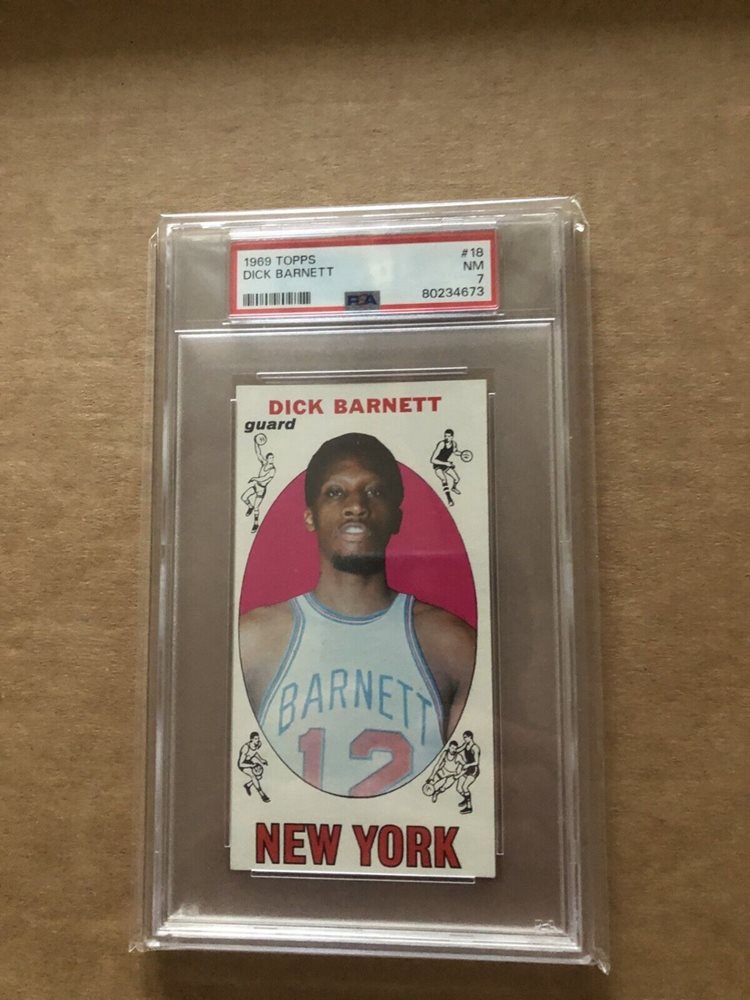 1969 TOPPS #18
DICK BARNETT NM
7
PSA 80234673
DICK BARNETT
guard
BARNETT
12
NEW YORK